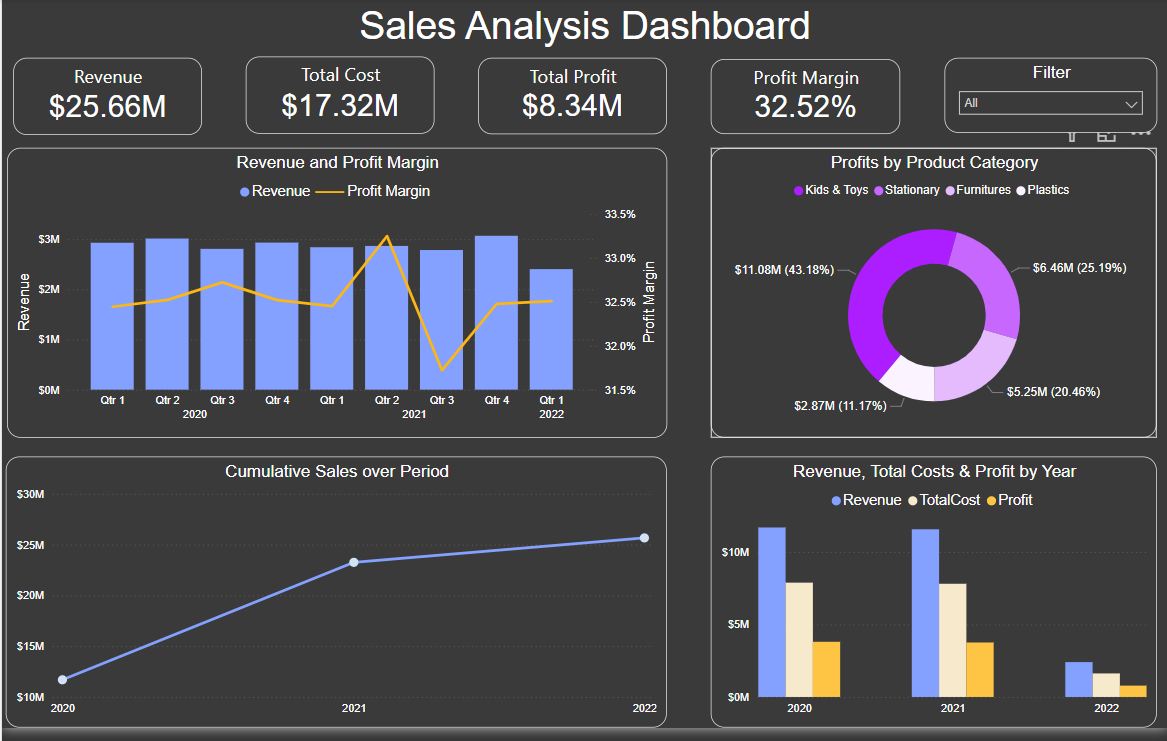 Sales Analysis Dashboard
Revenue
$25.66M
Total Cost
$17.32M
Total Profit
$8.34M
Profit Margin
32.52%
Filter
All
Revenue and Profit Margin
Revenue Profit Margin
33.5%
$3M
33.0%
$2M
32.5%
$1M
32.0%
$0M
31.5%
Revenue
Profit Margin
Qtr 1 Qtr 2 Qtr 3 Qtr 4 Qtr 1 Qtr 2 Qtr 3 Qtr 4 Qtr 1
2020 2021 2022
Profits by Product Category
Kids & Toys Stationary Furnitures Plastics
$11.08M (43.18%)
$6.46M (25.19%)
$5.25M (20.46%)
$2.87M (11.17%)
Cumulative Sales over Period
$30M
$25M
$20M
$15M
$10M
2020 2021 2022
Revenue, Total Costs & Profit by Year
Revenue TotalCost Profit
$10M
$5M
$0M
2020 2021 2022